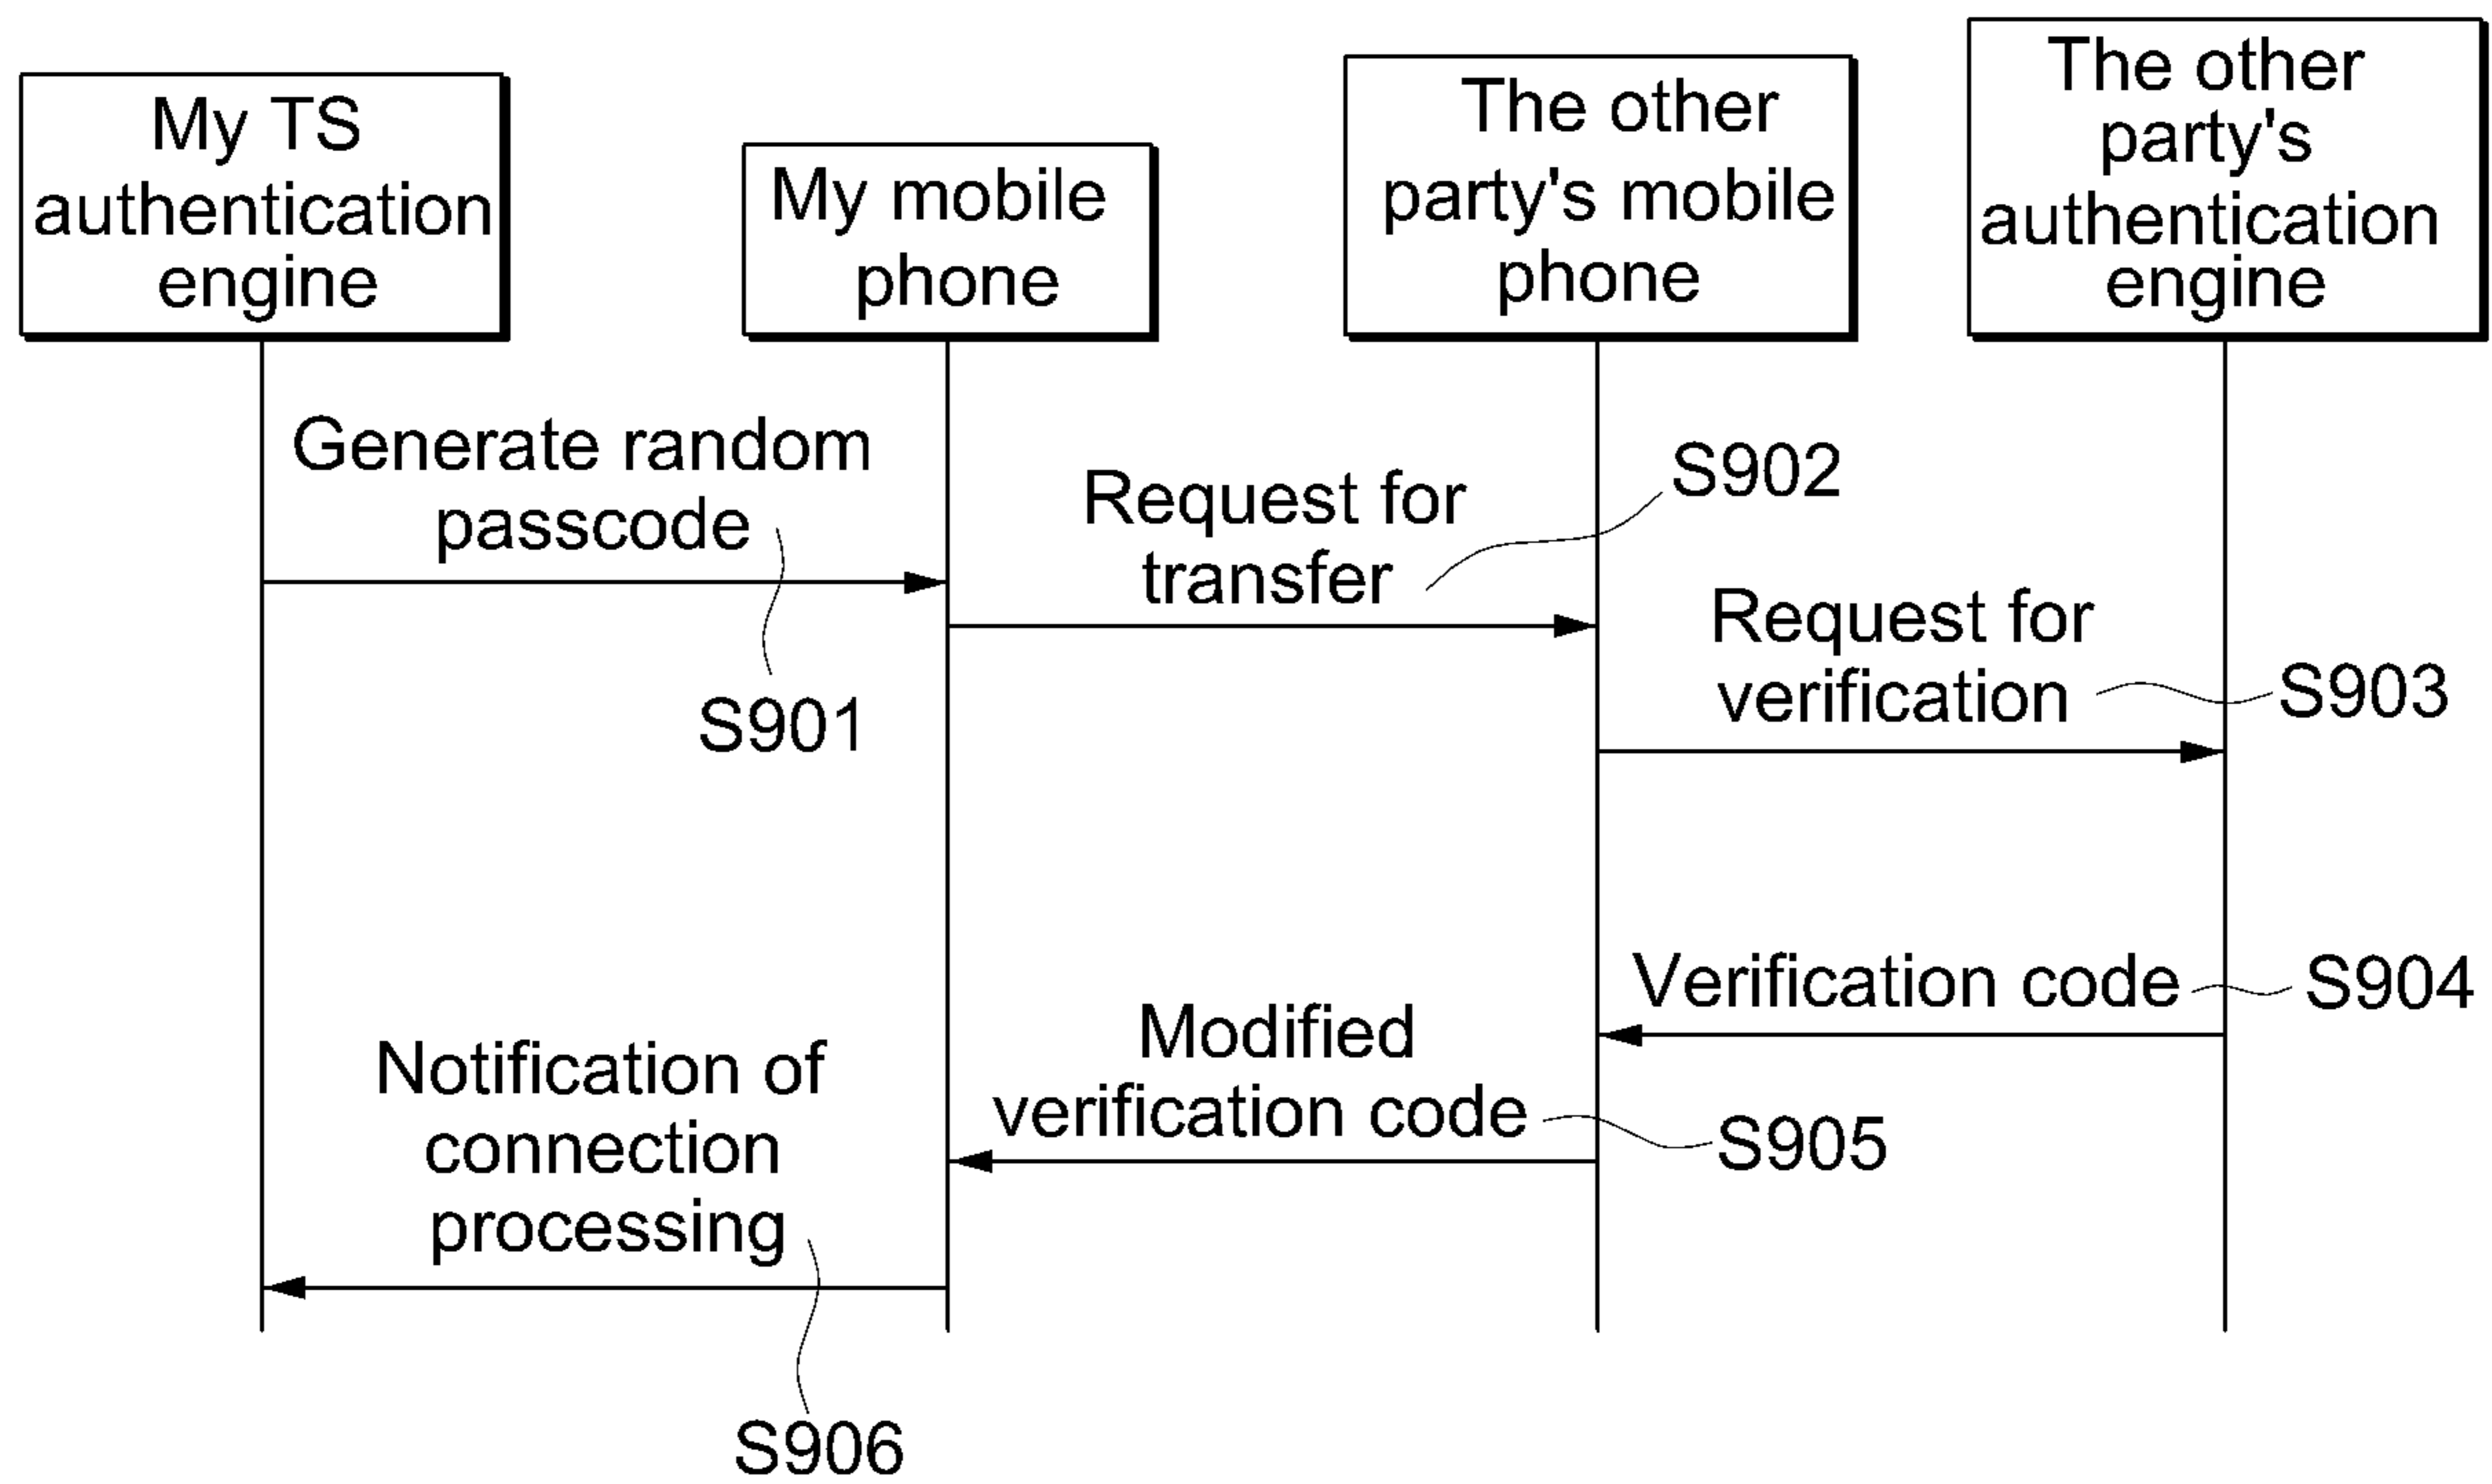 My TS
authentication
engine
My mobile
phone
The other
party's mobile
phone
The other
party's
authentication
engine
Generate random
passcode
S901
Request for
transfer
S902
Request for
verification
S903
Verification code
S904
Modified
verification code
S905
Notification of
connection
processing
S906